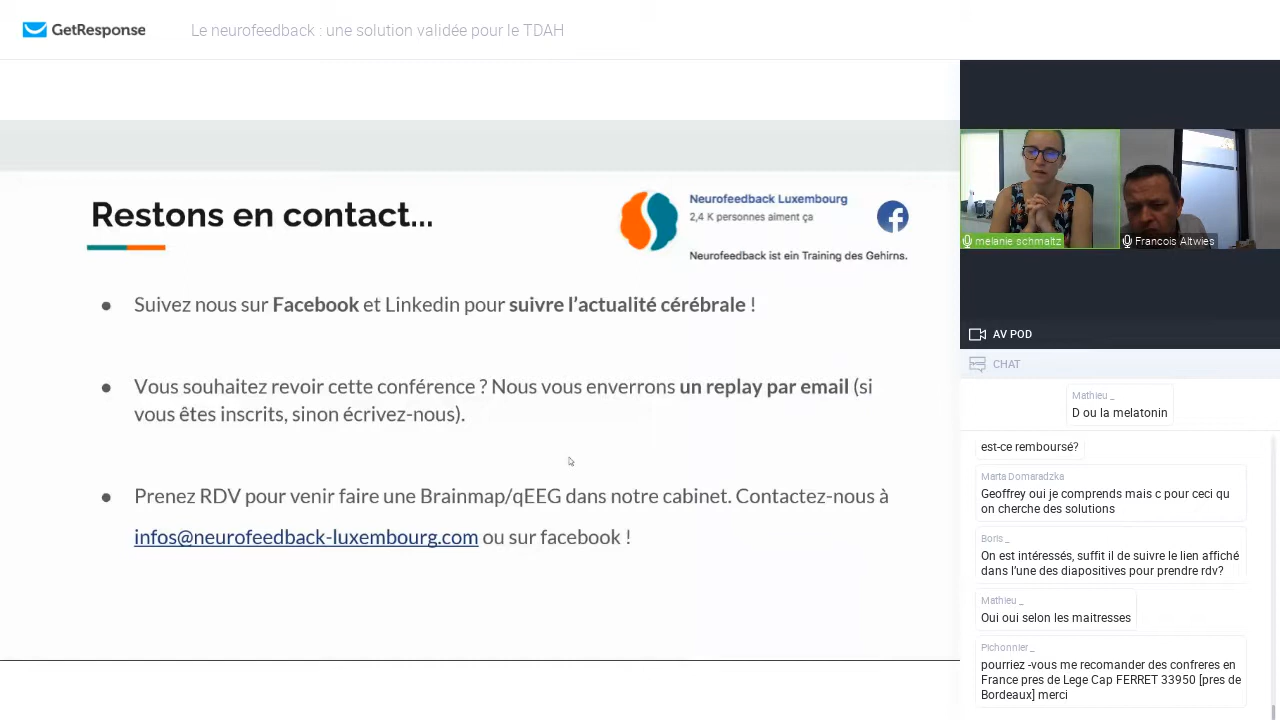 GetResponse
Le neurofeedback : une solution validée pour le TDAH
Restons en contact...
Neurofeedback Luxembourg
2,4 K personnes aiment ça
Neurofeedback ist ein Training des Gehirns.
● Suivez nous sur Facebook et Linkedin pour suivre l'actualité cérébrale !
● Vous souhaitez revoir cette conférence ? Nous vous enverrons un replay par email (si
vous êtes inscrits, sinon écrivez-nous).
● Prenez RDV pour venir faire une Brainmap/qEEG dans notre cabinet. Contactez-nous à
infos@neurofeedback-luxembourg.com ou sur facebook !
melanie schmaltz
Francois Altwies
AV POD
CHAT
Mathieu _
D ou la melatonin
est-ce remboursé?
Marta Domaradzka
Geoffrey oui je comprends mais c pour ceci qu
on cherche des solutions
Boris _
On est intéressés, suffit il de suivre le lien affiché
dans l'une des diapositives pour prendre rdv?
Mathieu _
Oui oui selon les maitresses
Pichonnier _
pourriez -vous me recomander des confreres en
France pres de Lege Cap FERRET 33950 [pres de
Bordeaux] merci